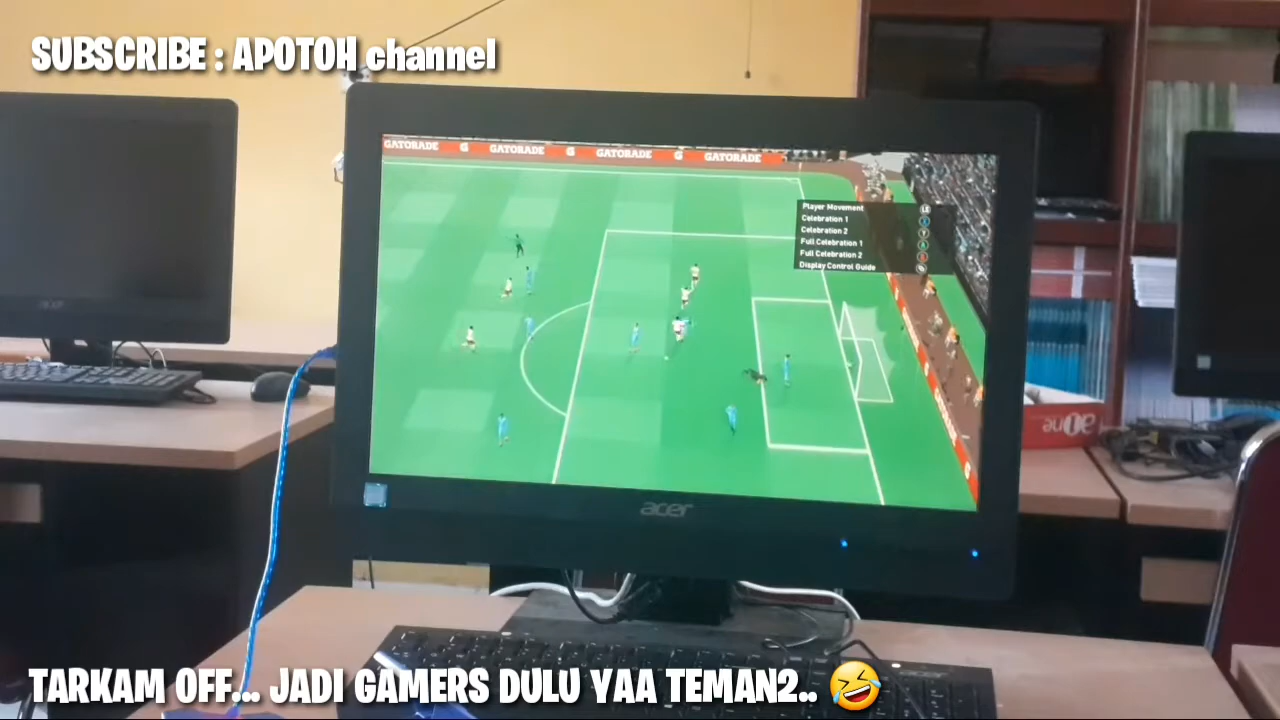 SUBSCRIBE : APOTOH channel
GATORADE G GATORADE G GATORADE G GATORADE
Player Movement
Celebration 1
Celebration 2
Full Celebration 1
Full Celebration 2
Display Control Guide
acer
a1one
TARKAM OFF... JADI GAMERS DULU YAA TEMAN2.. 🤣